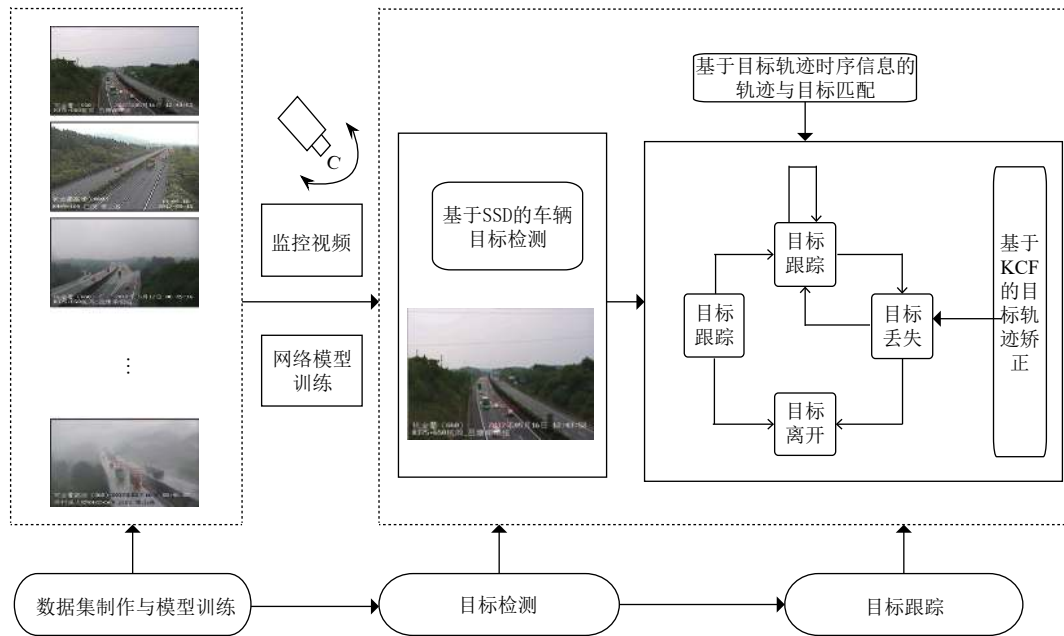 基于目标轨迹时序信息的
轨迹与目标匹配
C
监控视频
网络模型
训练
⋮
基于SSD的车辆
目标检测
目标
跟踪
目标
跟踪
目标
丢失
目标
离开
基于
KCF
的目
标轨
迹矫
正
数据集制作与模型训练
目标检测
目标跟踪